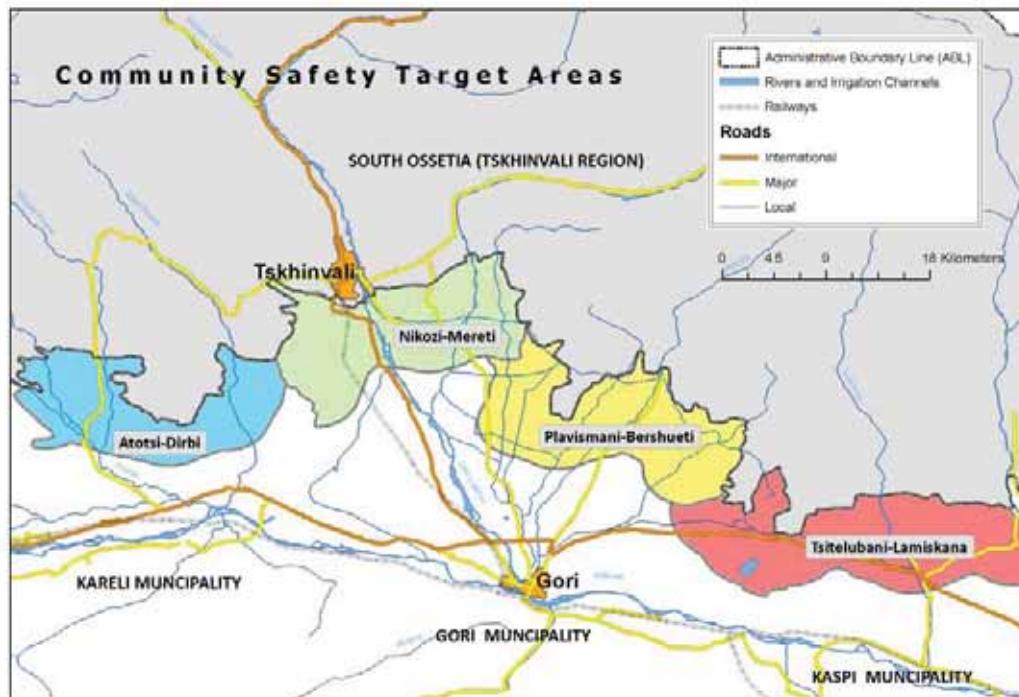 Community Safety Target Areas
Administrative Boundary Line (ABL)
Rivers and Irrigation Channels
Railways
Roads
International
Major
Local
SOUTH OSSETIA (TSKHINVALI REGION)
0 4.5 9 18 Kilometers
Tskhinvali
Nikozi-Mereti
Atotsi-Dirbi
Plavismani-Bershueti
Tsitelubani-Lamiskana
KARELI MUNCIPALITY
Gori
GORI MUNCIPALITY
KASPI MUNCIPALITY